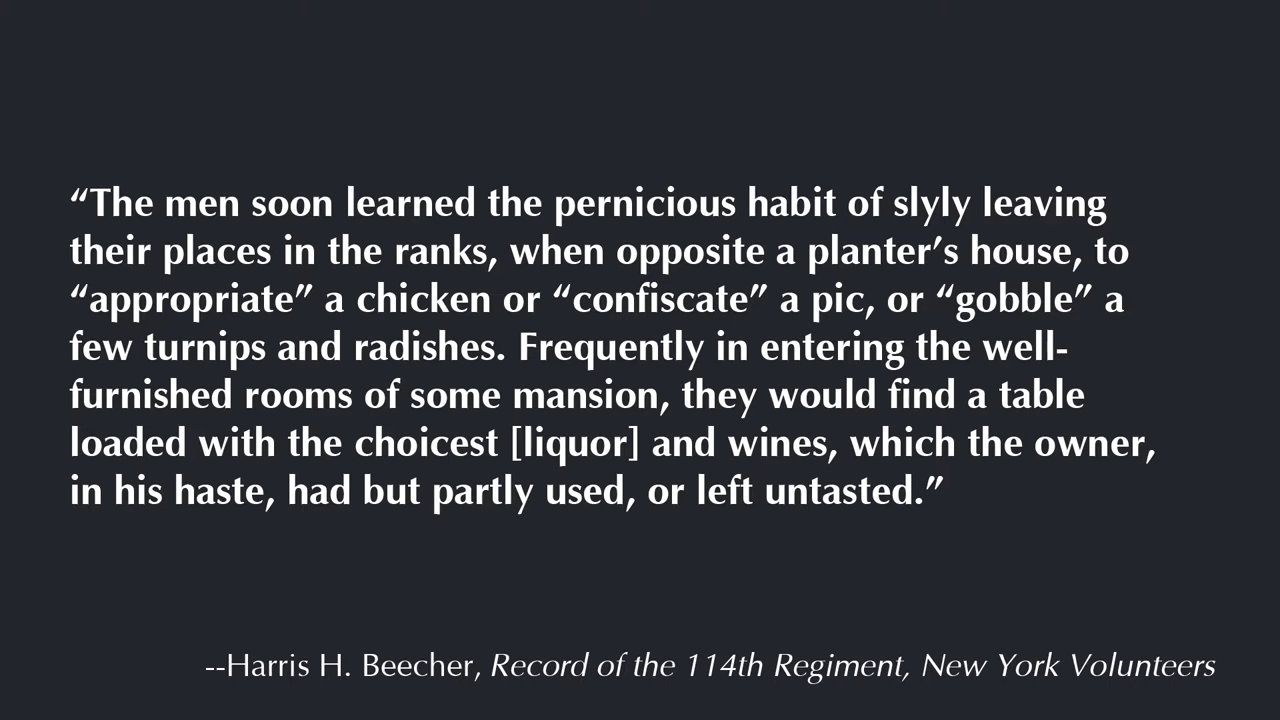 “The men soon learned the pernicious habit of slyly leaving
their places in the ranks, when opposite a planter’s house, to
“appropriate” a chicken or “confiscate” a pic, or “gobble” a
few turnips and radishes. Frequently in entering the well-
furnished rooms of some mansion, they would find a table
loaded with the choicest [liquor] and wines, which the owner,
in his haste, had but partly used, or left untasted.”
--Harris H. Beecher, Record of the 114th Regiment, New York Volunteers